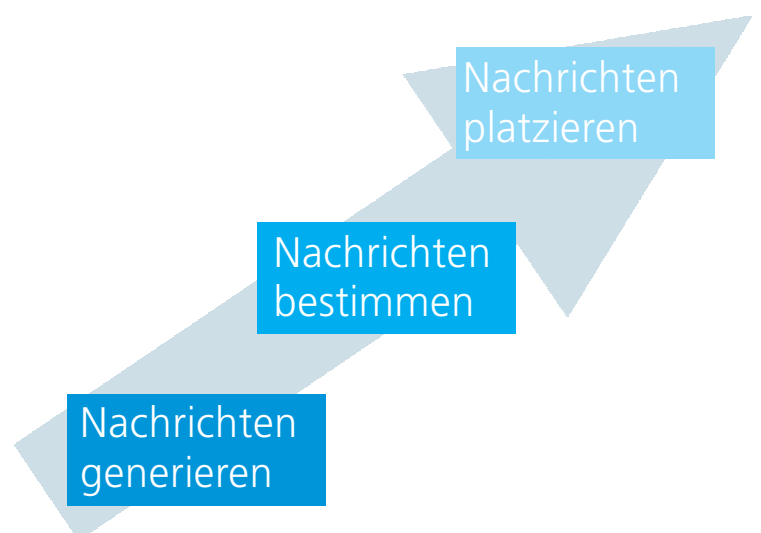 Nachrichten
platzieren
Nachrichten
bestimmen
Nachrichten
generieren